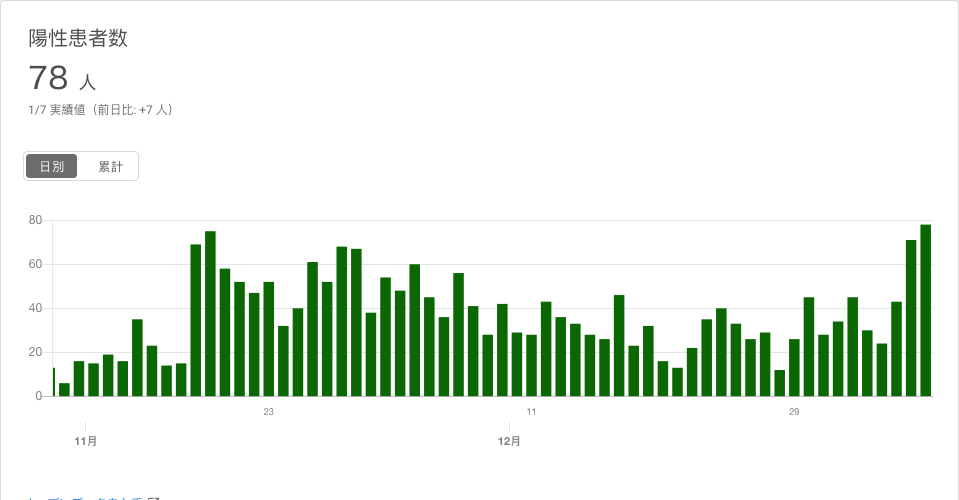 陽性患者数
78 人
1/7 実績値（前日比: +7 人）
日別 累計
80
60
40
20
0
23 11 29
11月 12月